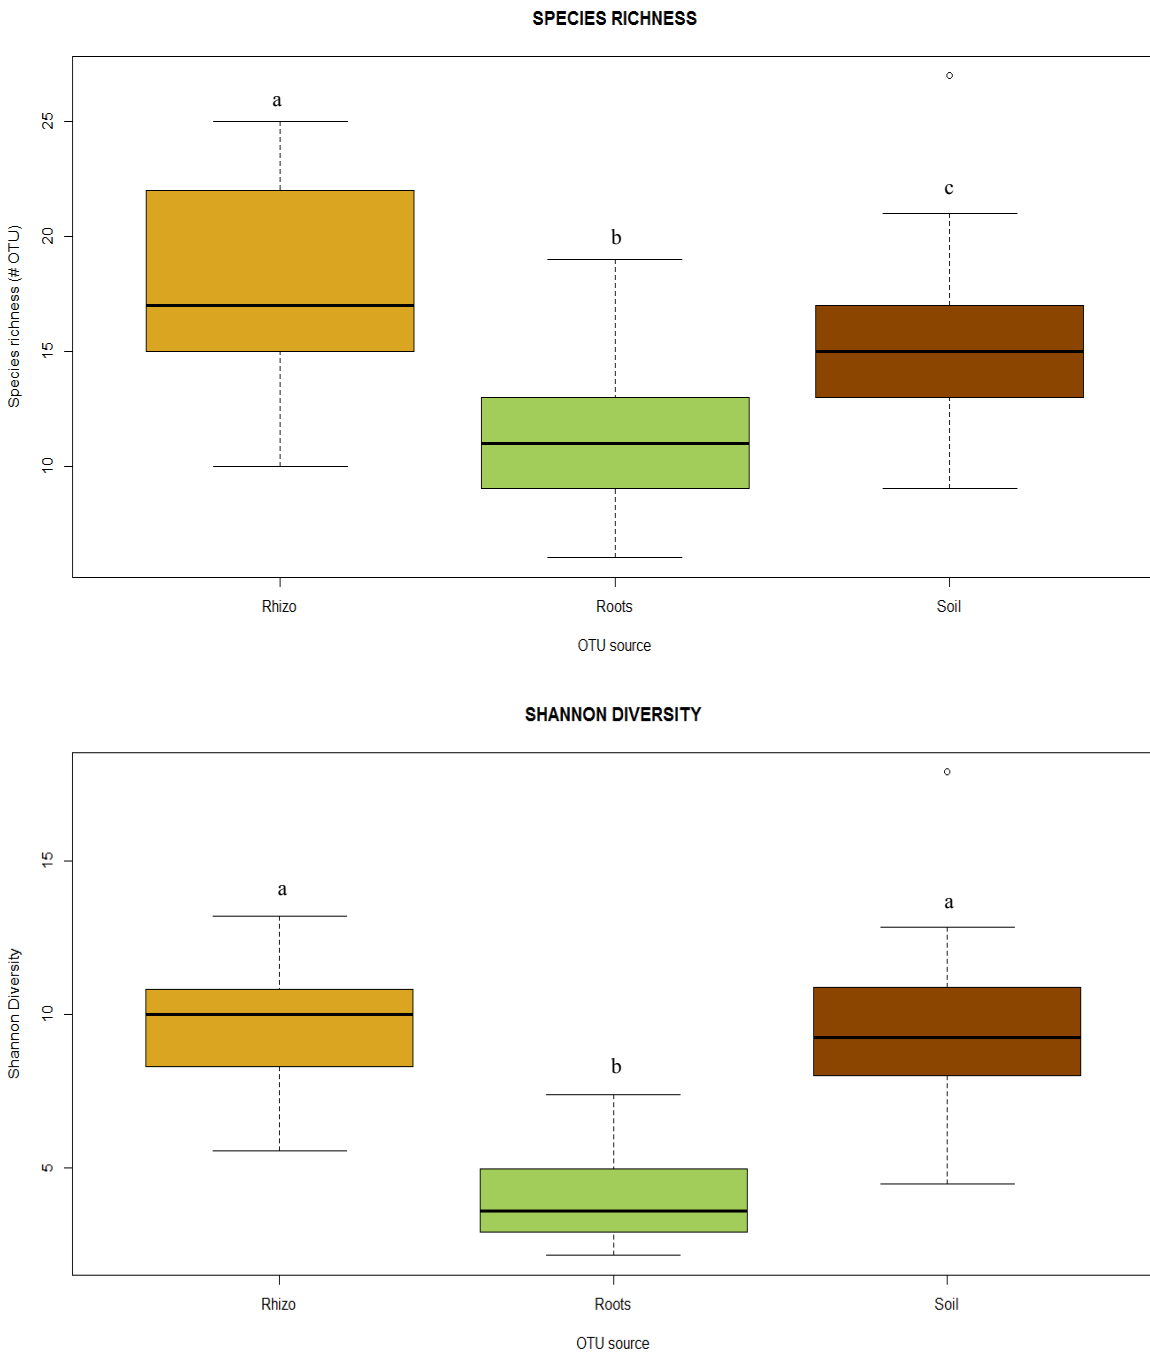 SPECIES RICHNESS
a
25
c
b
20
Species richness (# OTU)
15
10
Rhizo Roots Soil
OTU source
SHANNON DIVERSITY
15
a
a
b
10
Shannon Diversity
5
Rhizo Roots Soil
OTU source